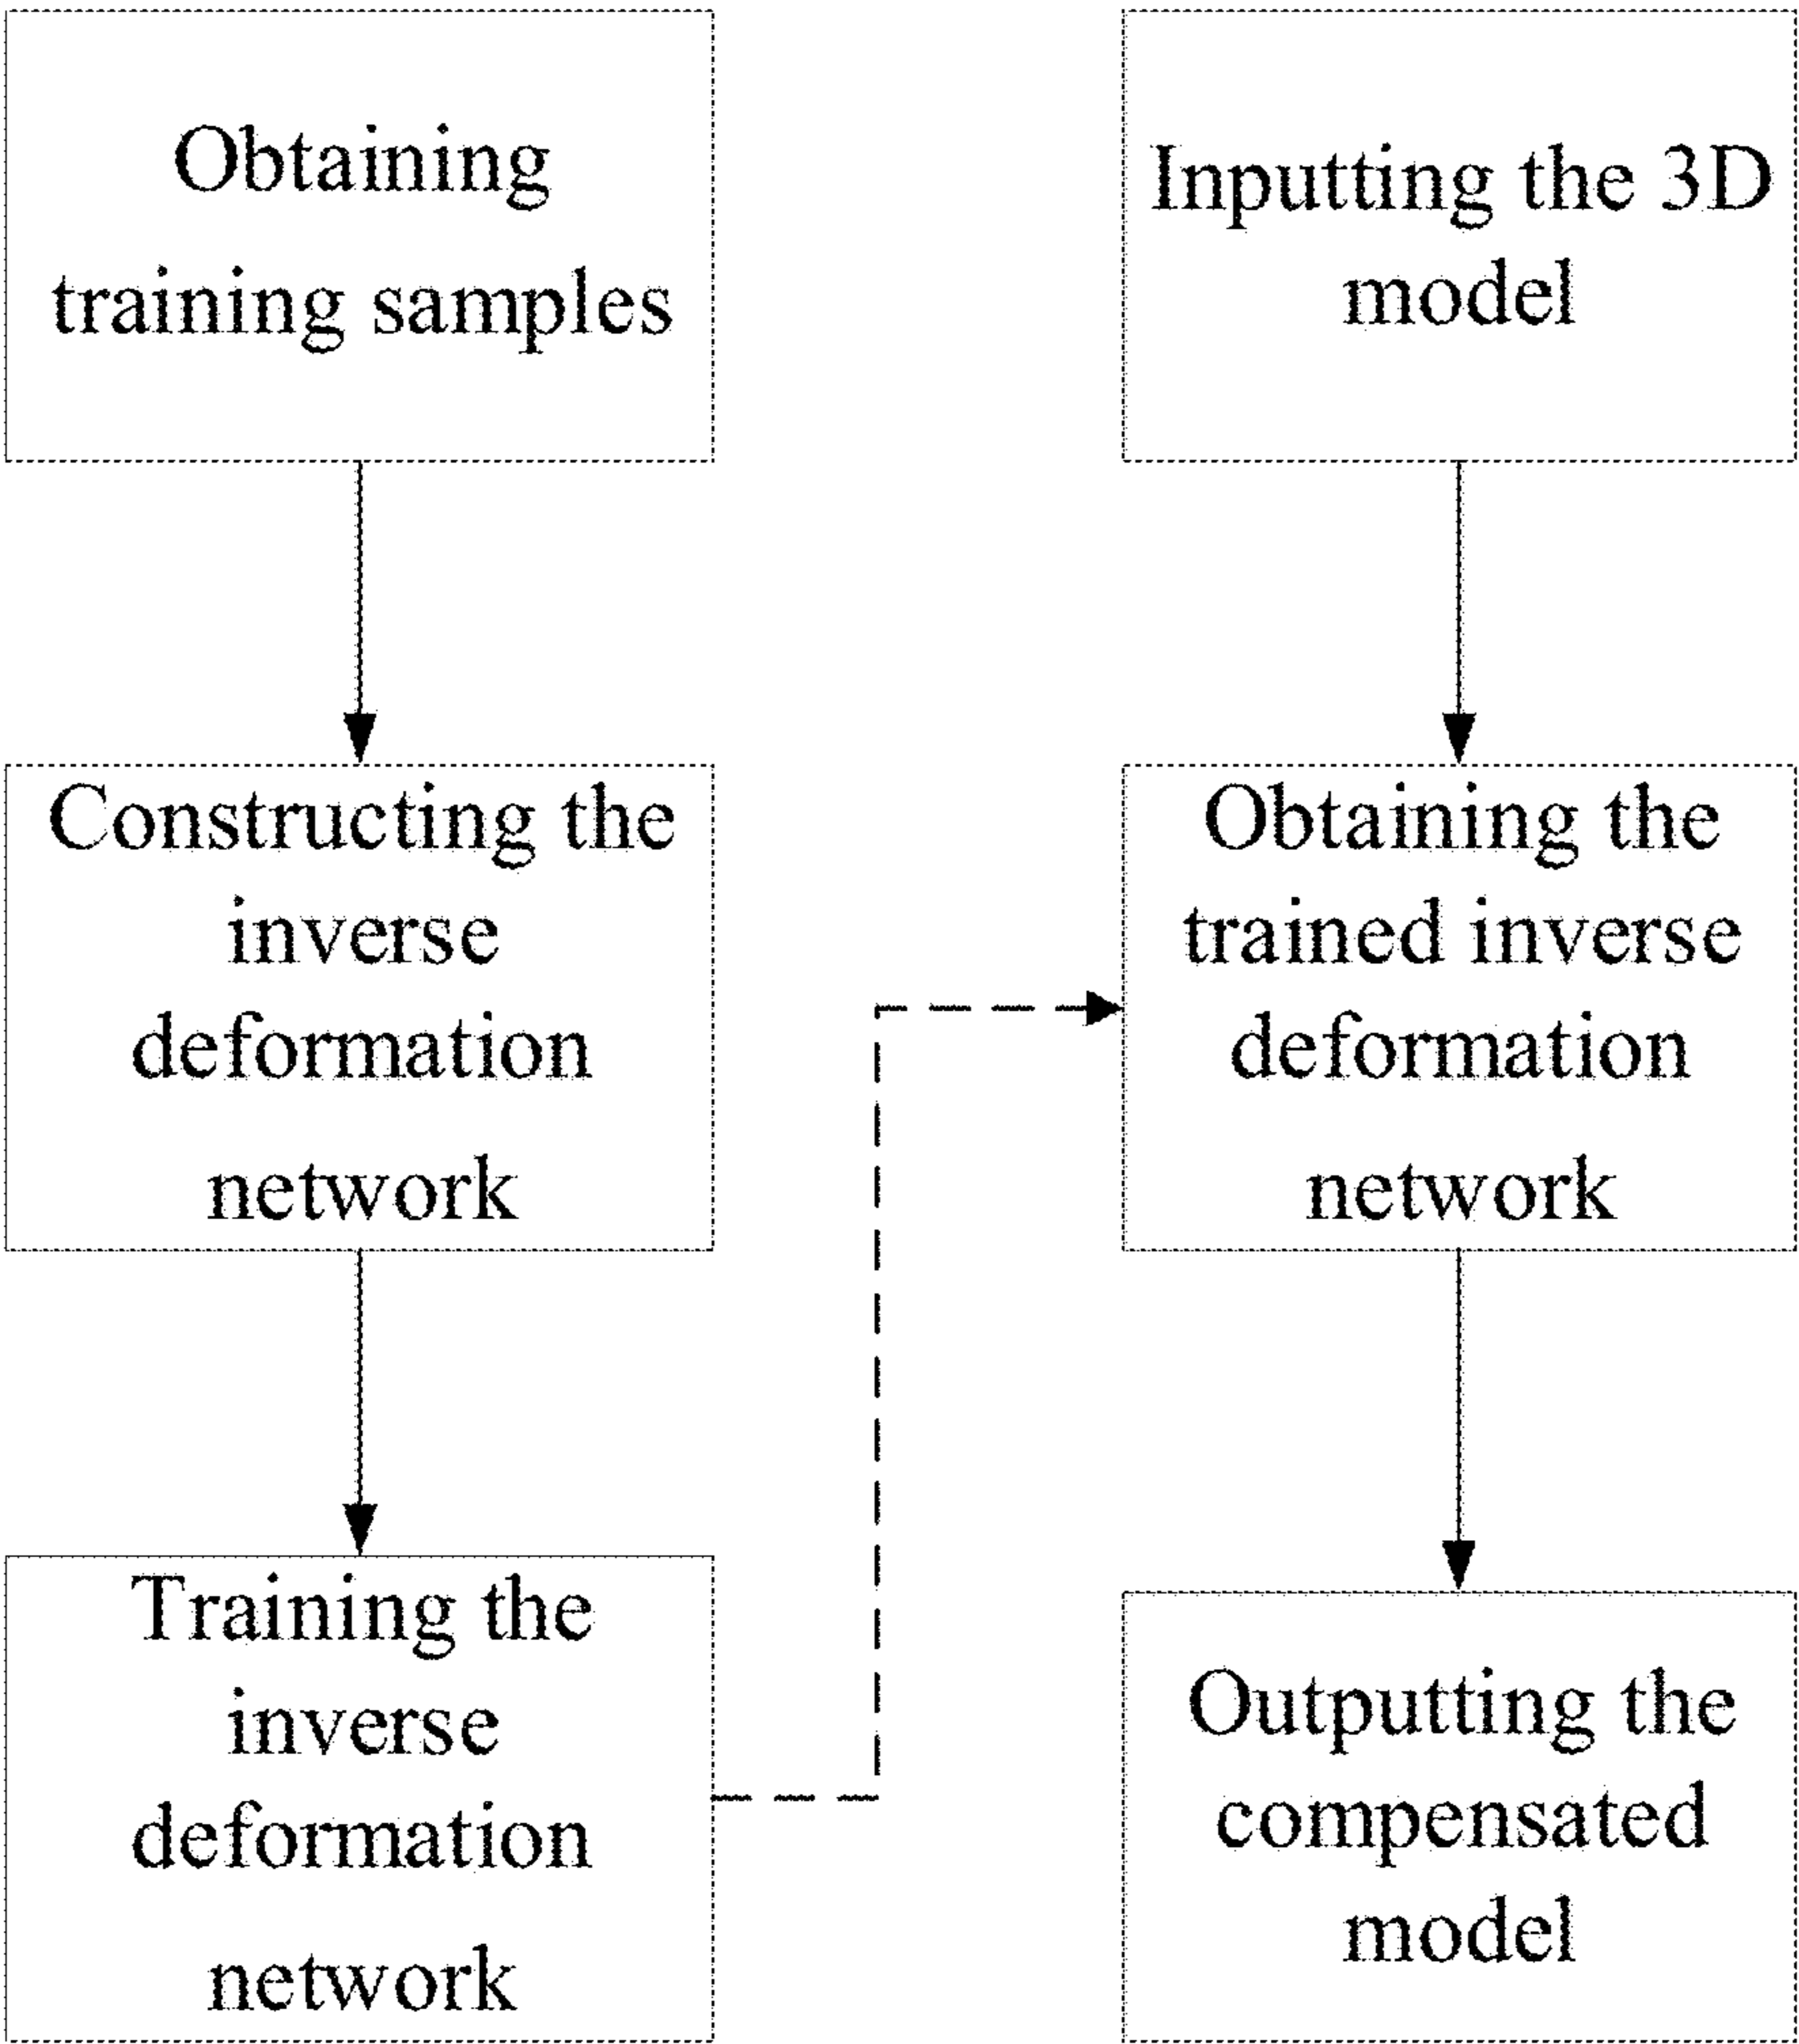 Obtaining
training samples
Constructing the
inverse
deformation
network
Training the
inverse
deformation
network
Inputting the 3D
model
Obtaining the
trained inverse
deformation
network
Outputting the
compensated
model